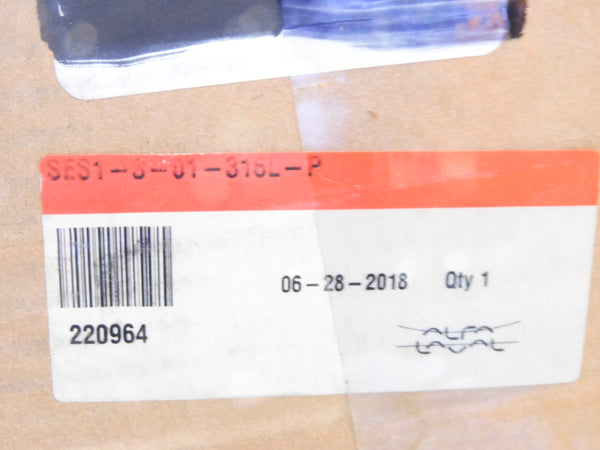 SES1-3-01-316L-P
06-28-2018 Qty 1
220964
ALFA
LAVAL